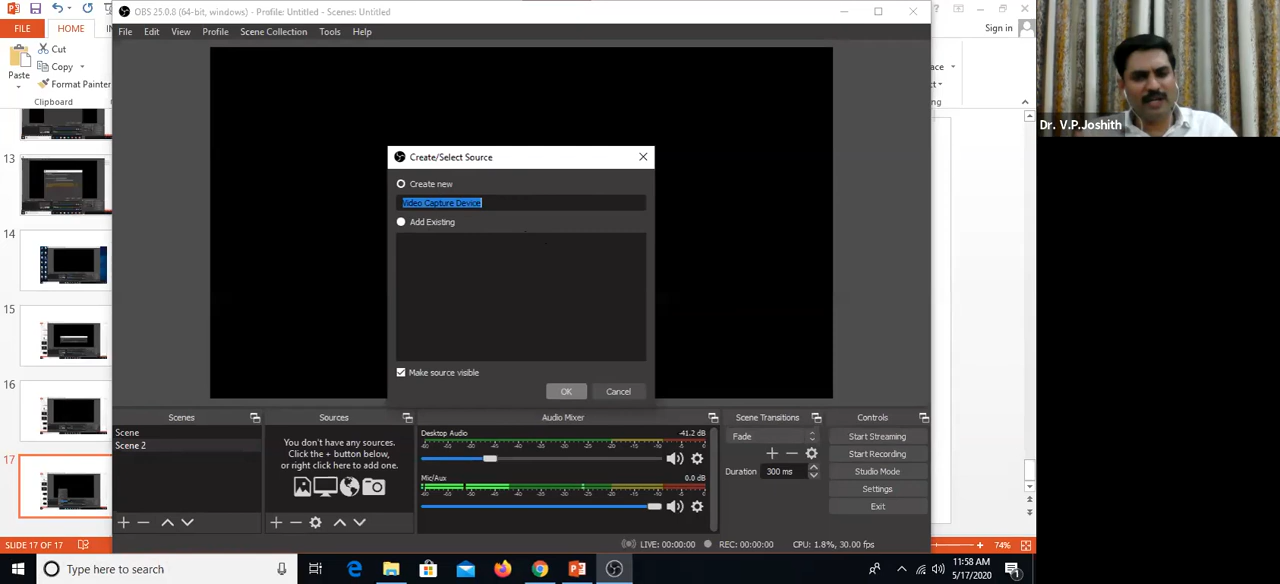 OBS 25.0.8 (64-bit, windows) - Profile: Untitled - Scenes: Untitled
Sign in
FILE
HOME
File Edit View Profile Scene Collection Tools Help
Cut
Copy
Paste
Format Painter
Clipboard
Dr. V.P.Joshith
Create/Select Source
Create new
Video Capture Device
Add Existing
Make source visible
OK Cancel
13
14
15
16
17
Scenes
Scene
Scene 2
Sources
You don't have any sources.
Click the + button below,
or right click here to add one.
Audio Mixer
Desktop Audio -41.2 dB
Mic/Aux 0.0 dB
Scene Transitions
Fade
Duration 300 ms
Controls
Start Streaming
Start Recording
Studio Mode
Settings
Exit
LIVE: 00:00:00 REC: 00:00:00 CPU: 1.8%, 30.00 fps
SLIDE 17 OF 17
74%
Type here to search
11:58 AM
5/17/2020